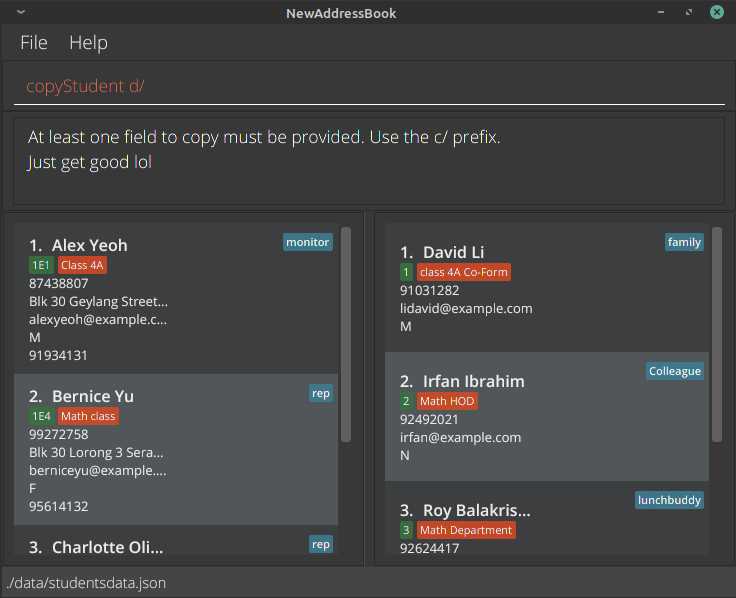 NewAddressBook
File Help
copyStudent d/
At least one field to copy must be provided. Use the c/ prefix.
Just get good lol
1. Alex Yeoh
monitor
1E1 Class 4A
87438807
Blk 30 Geylang Street...
alexyeoh@example.c...
M
91934131
2. Bernice Yu
rep
1E4 Math class
99272758
Blk 30 Lorong 3 Sera...
berniceyu@example....
F
95614132
3. Charlotte Oli...
rep
1. David Li
family
1 class 4A Co-Form
91031282
lidavid@example.com
M
2. Irfan Ibrahim
Colleague
2 Math HOD
92492021
irfan@example.com
N
3. Roy Balakris...
lunchbuddy
3 Math Department
92624417
./data/studentsdata.json